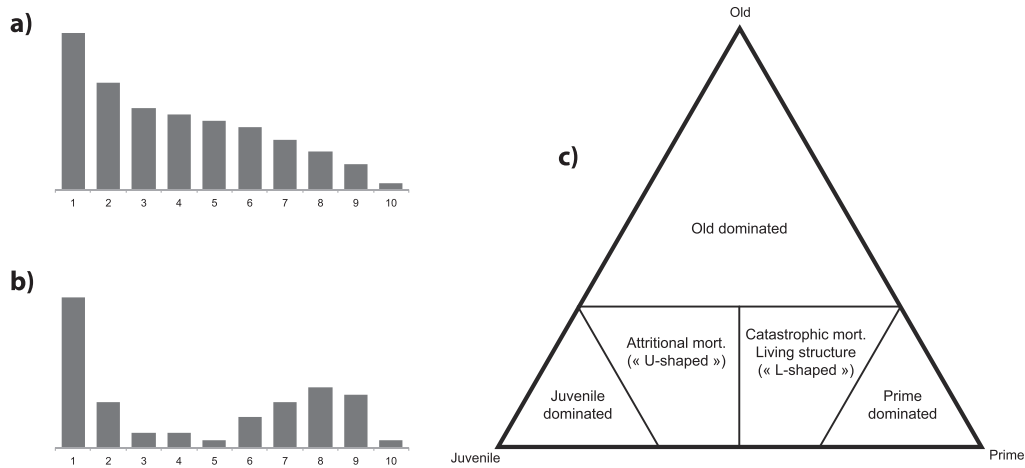 a)
1 2 3 4 5 6 7 8 9 10
b)
1 2 3 4 5 6 7 8 9 10
c)
Old
Old dominated
Attritional mort.
(« U-shaped »)
Catastrophic mort.
Living structure
(« L-shaped »)
Juvenile
dominated
Prime
dominated
Juvenile
Prime